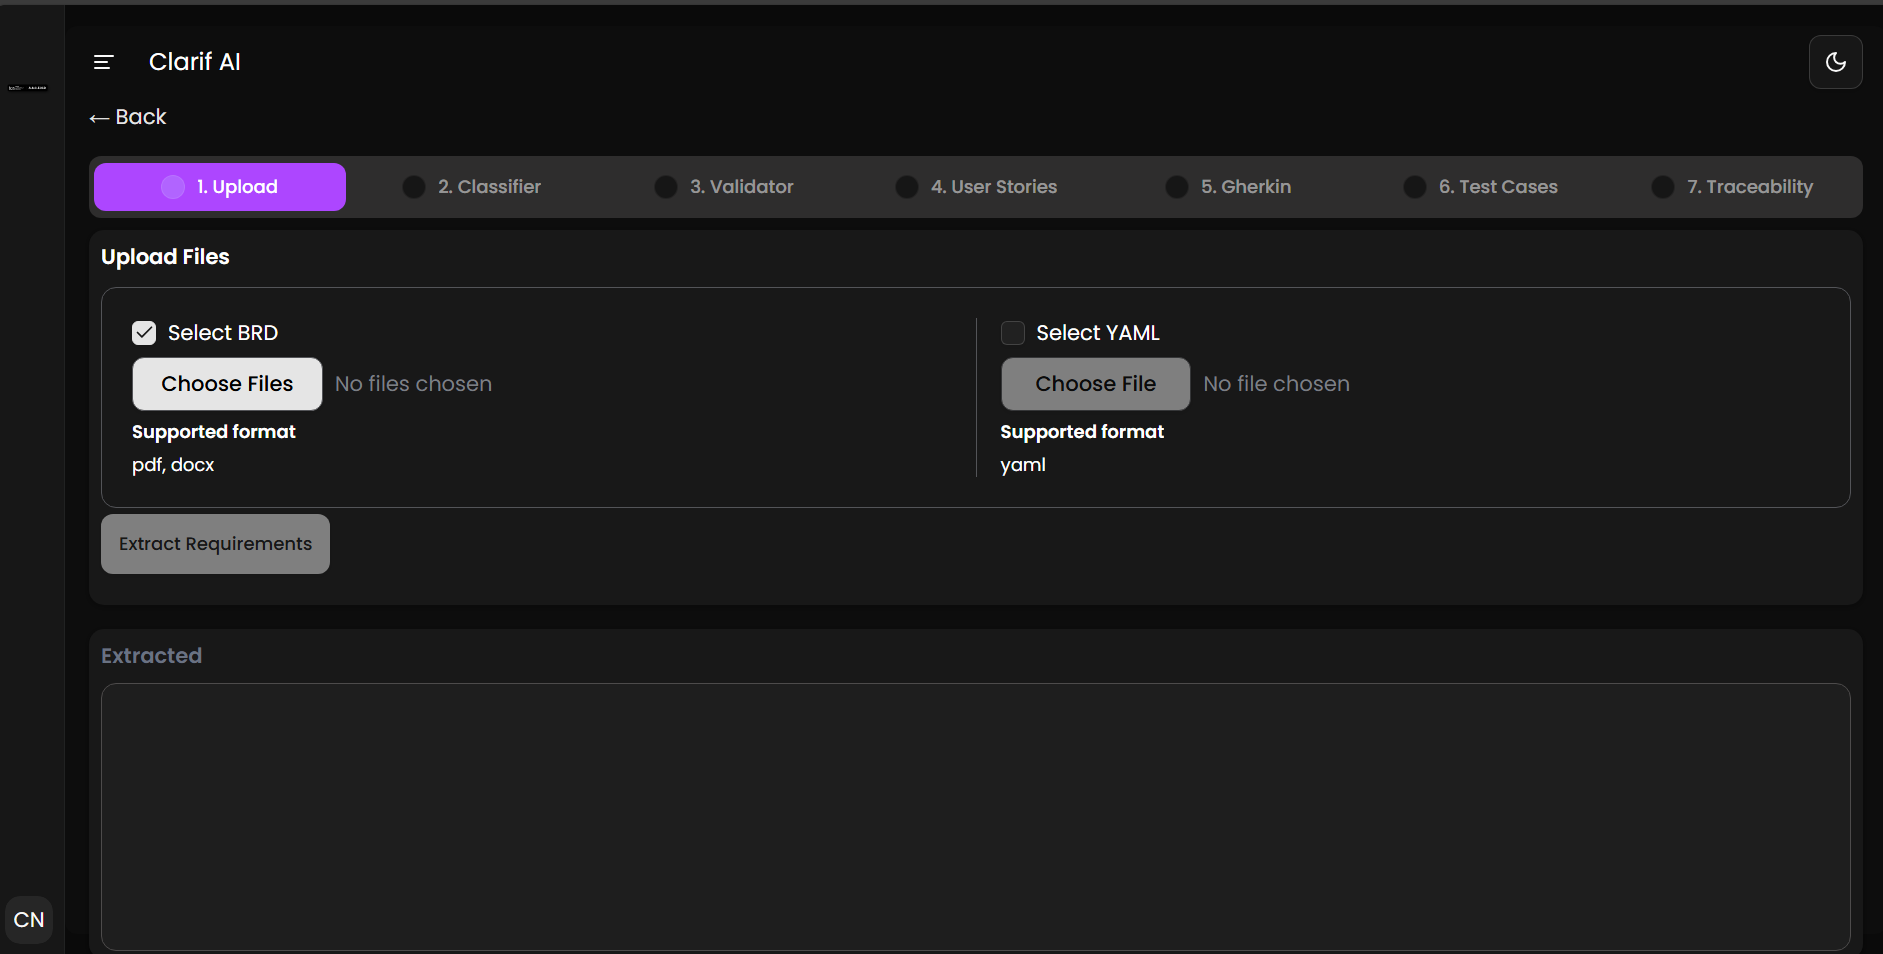 Clarif AI
← Back
1. Upload
2. Classifier
3. Validator
4. User Stories
5. Gherkin
6. Test Cases
7. Traceability
Upload Files
Select BRD
Select YAML
Choose Files No files chosen
Choose File No file chosen
Supported format
pdf, docx
Supported format
yaml
Extract Requirements
Extracted
CN